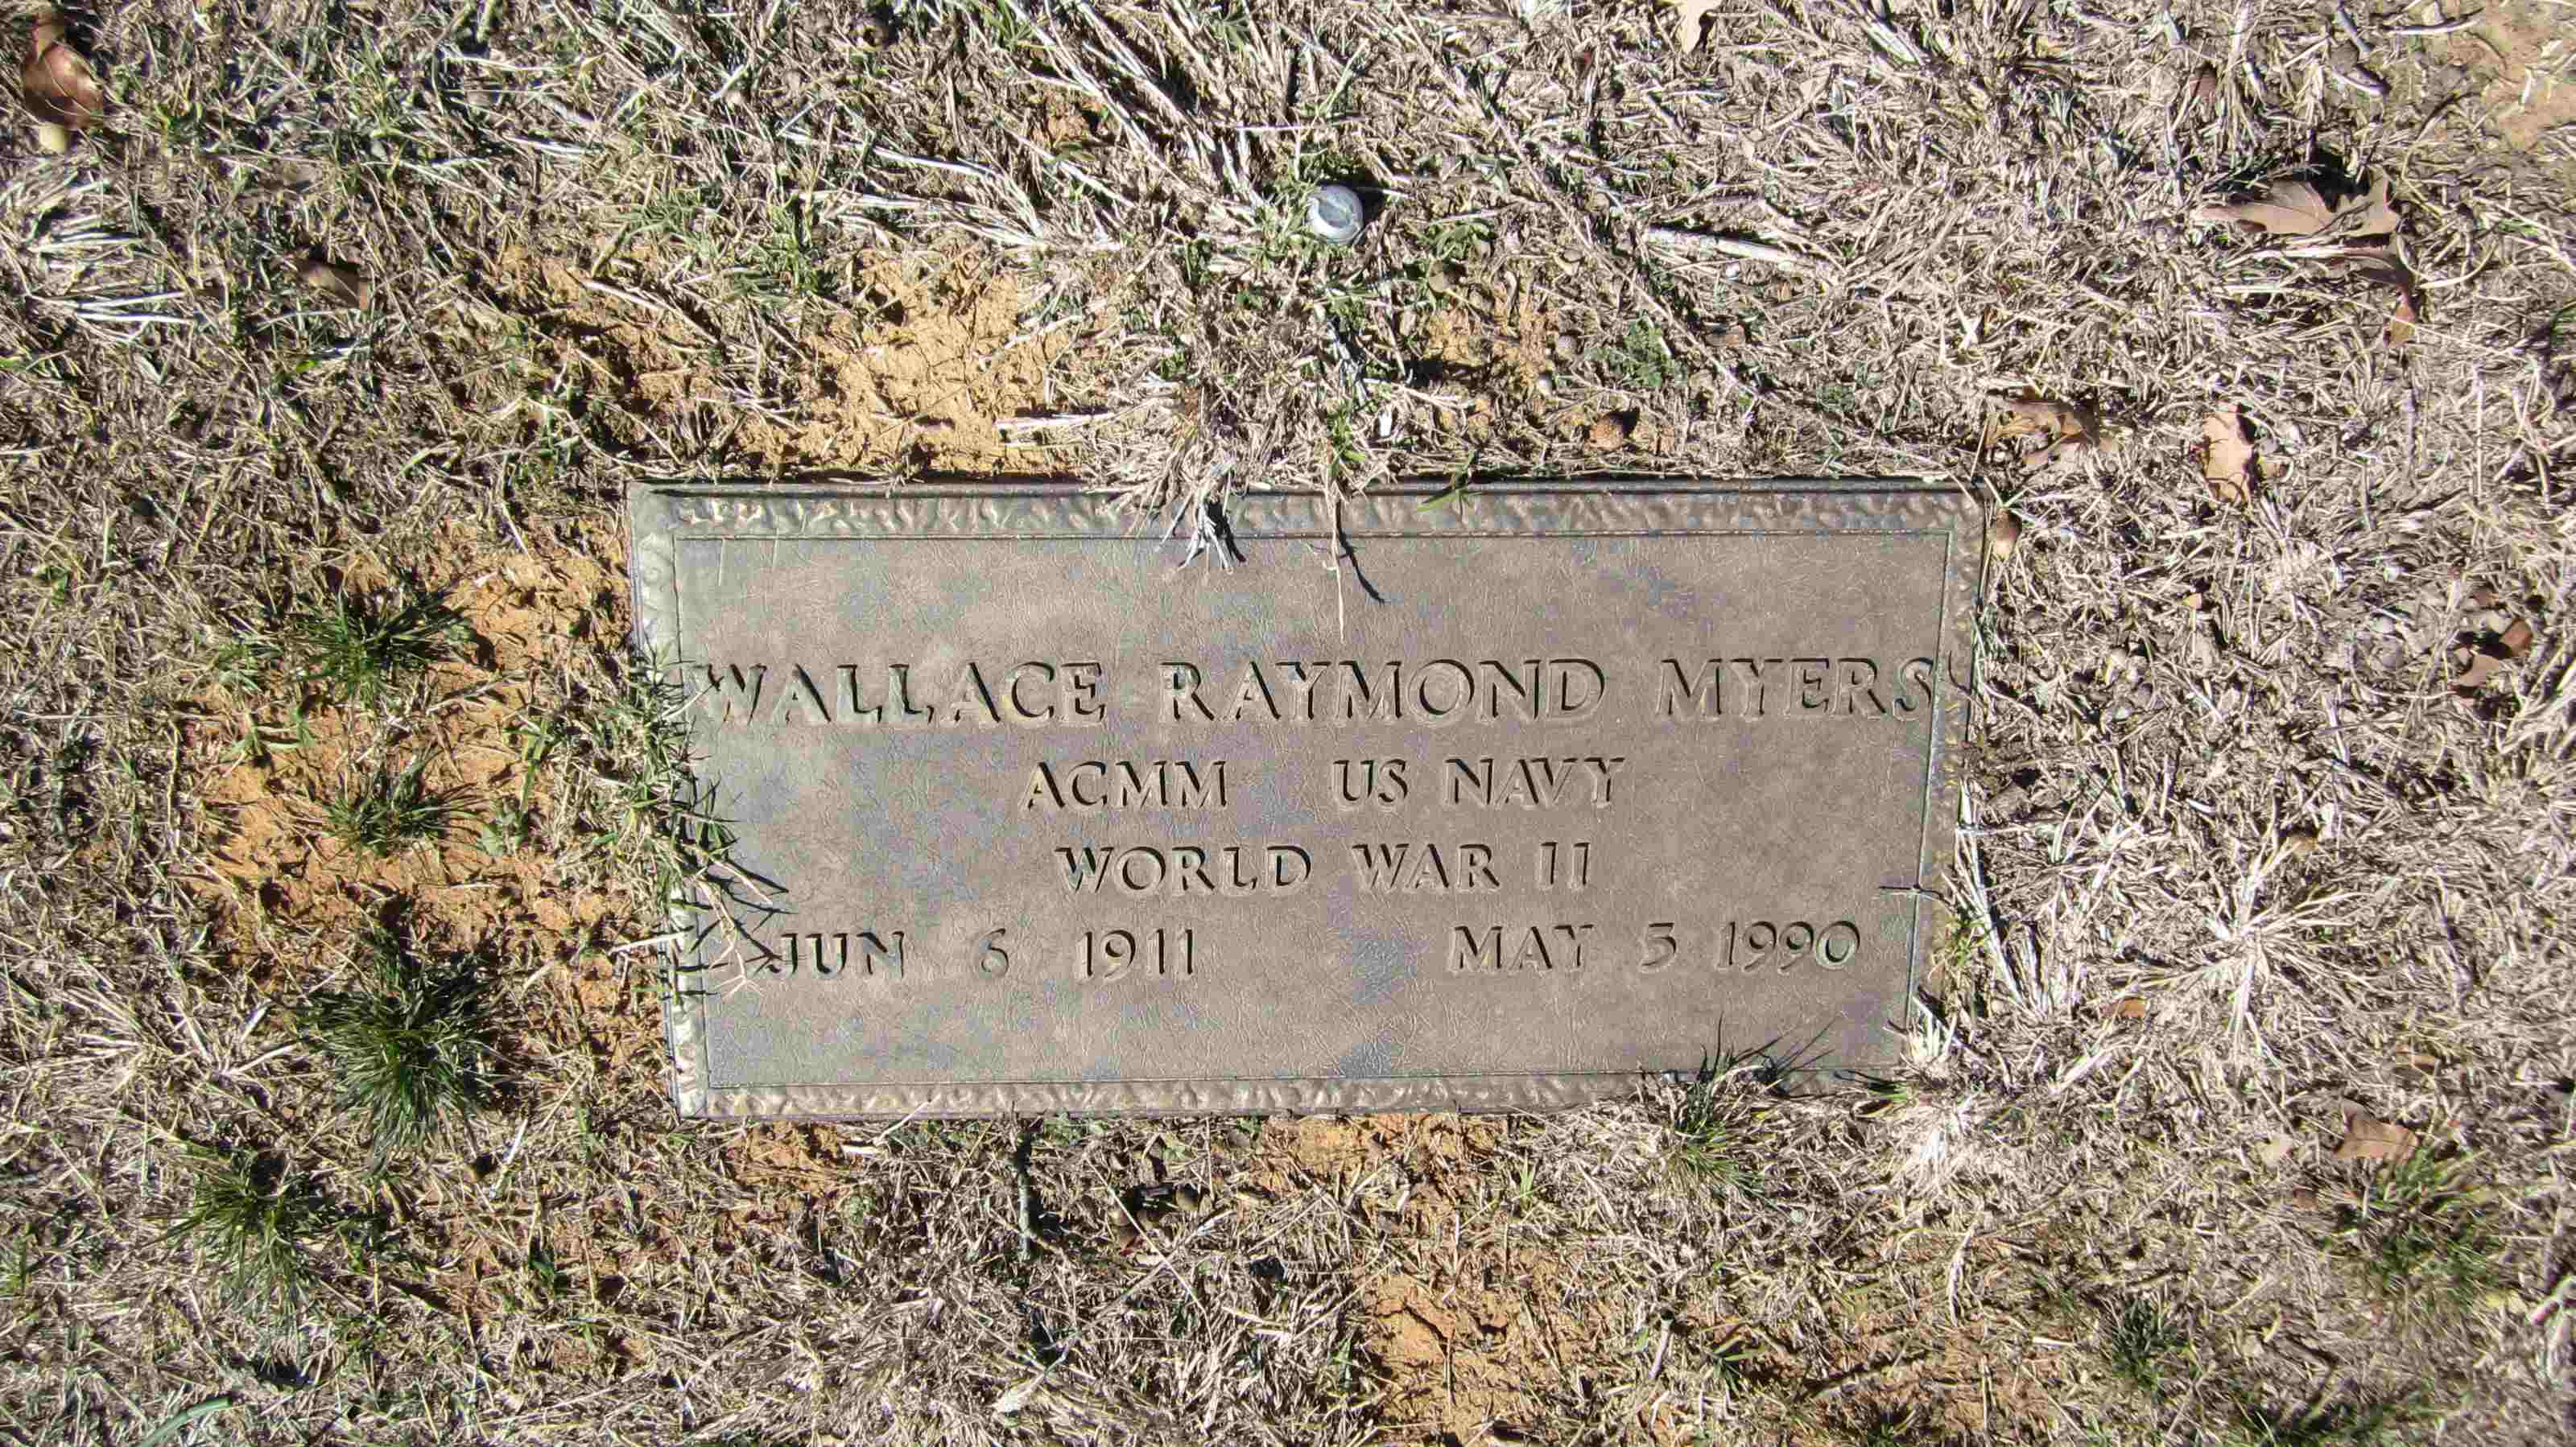 WALLACE RAYMOND MYERS
ACMM US NAVY
WORLD WAR II
JUN 6 1911 MAY 5 1990